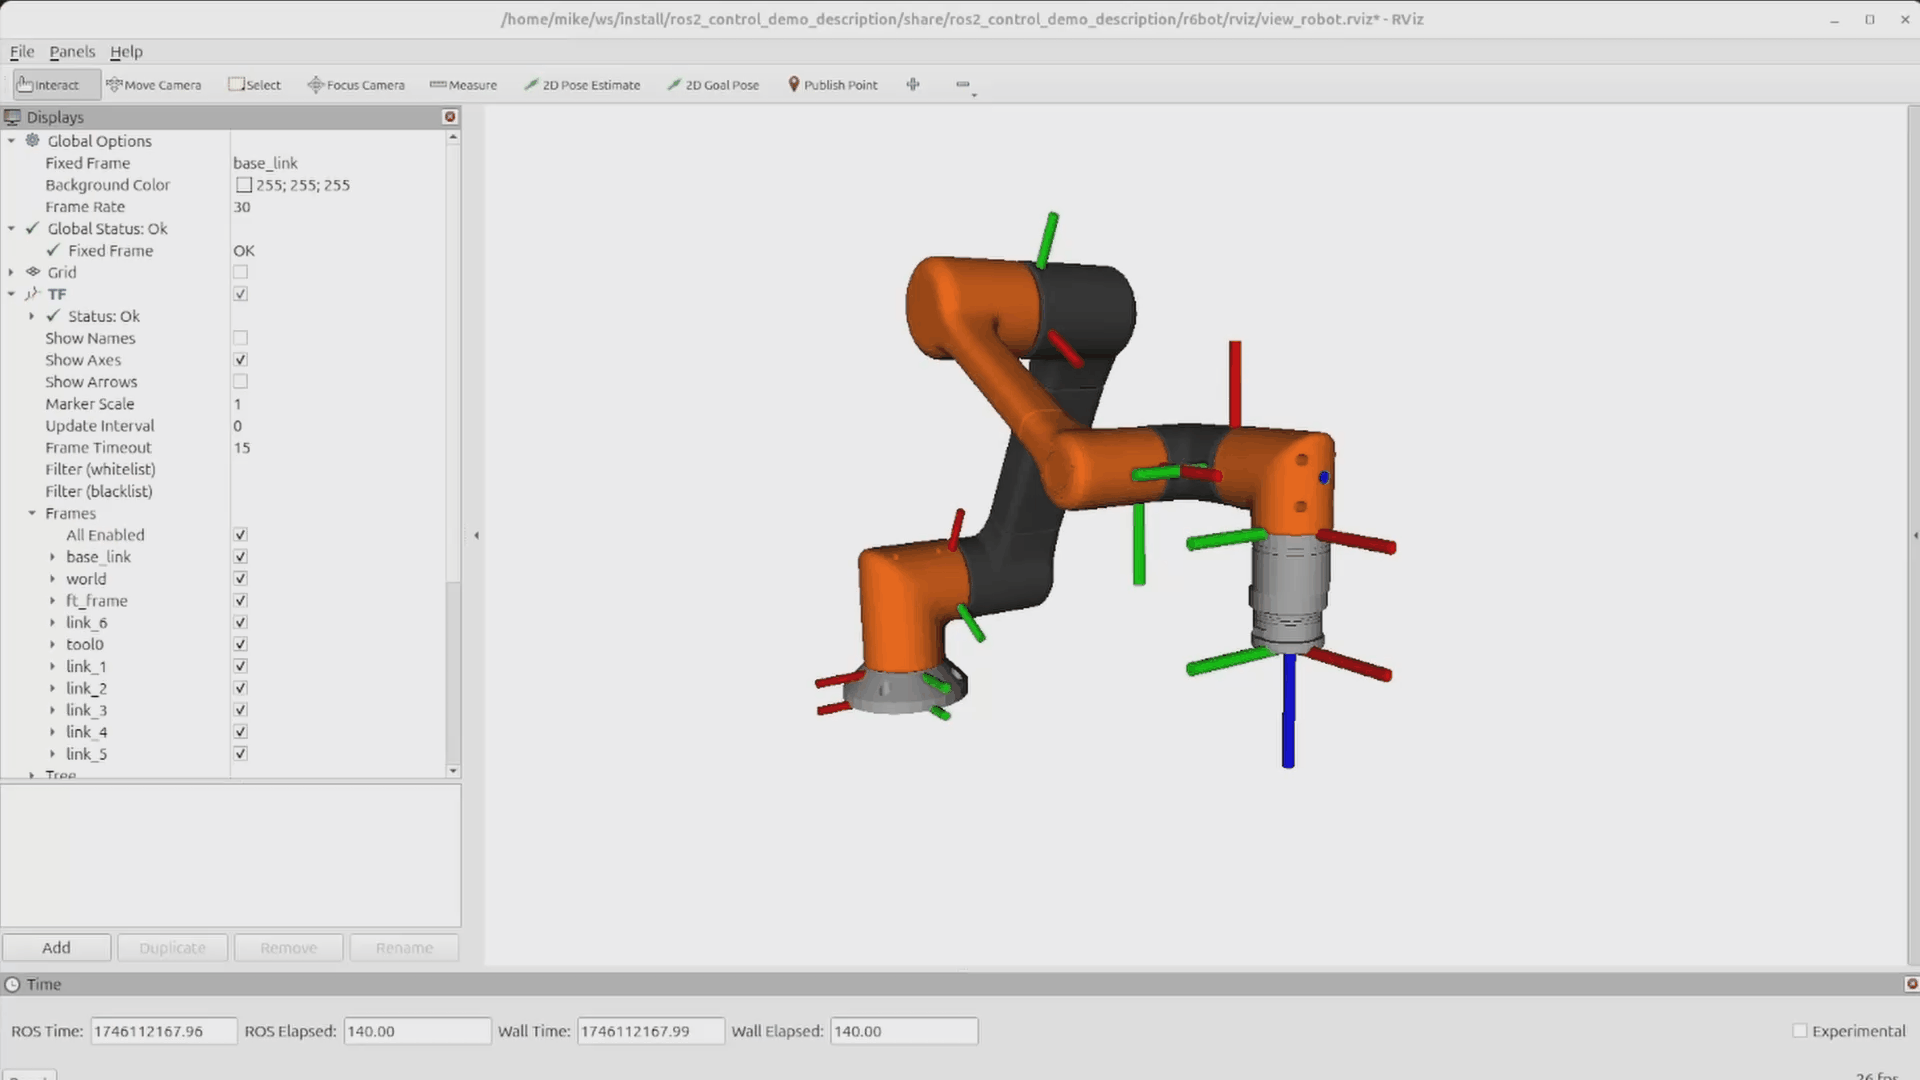 /home/mike/ws/install/ros2_control_demo_description/share/ros2_control_demo_description/r6bot/rviz/view_robot.rviz* - RViz
File Panels Help
Interact Move Camera Select Focus Camera Measure 2D Pose Estimate 2D Goal Pose Publish Point
Displays
Global Options
Fixed Frame base_link
Background Color 255; 255; 255
Frame Rate 30
Global Status: Ok
Fixed Frame OK
Grid
TF
Status: Ok
Show Names
Show Axes
Show Arrows
Marker Scale 1
Update Interval 0
Frame Timeout 15
Filter (whitelist)
Filter (blacklist)
Frames
All Enabled
base_link
world
ft_frame
link_6
tool0
link_1
link_2
link_3
link_4
link_5
Tree
Add Duplicate Remove Rename
Time
ROS Time: 1746112167.96 ROS Elapsed: 140.00 Wall Time: 1746112167.99 Wall Elapsed: 140.00 Experimental
26 fps